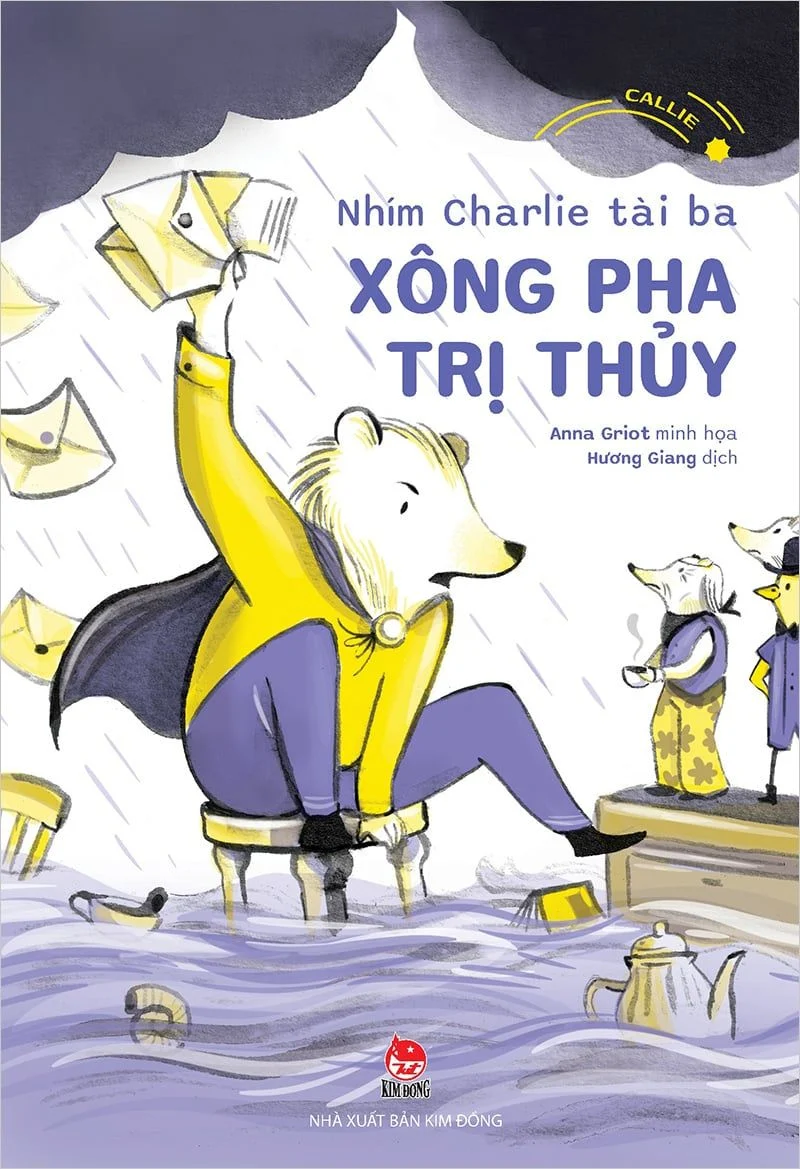 CALLIE
Nhím Charlie tài ba
XÔNG PHA
TRỊ THỦY
Anna Griot minh họa
Hương Giang dịch
KIM ĐỒNG
NHÀ XUẤT BẢN KIM ĐỒNG